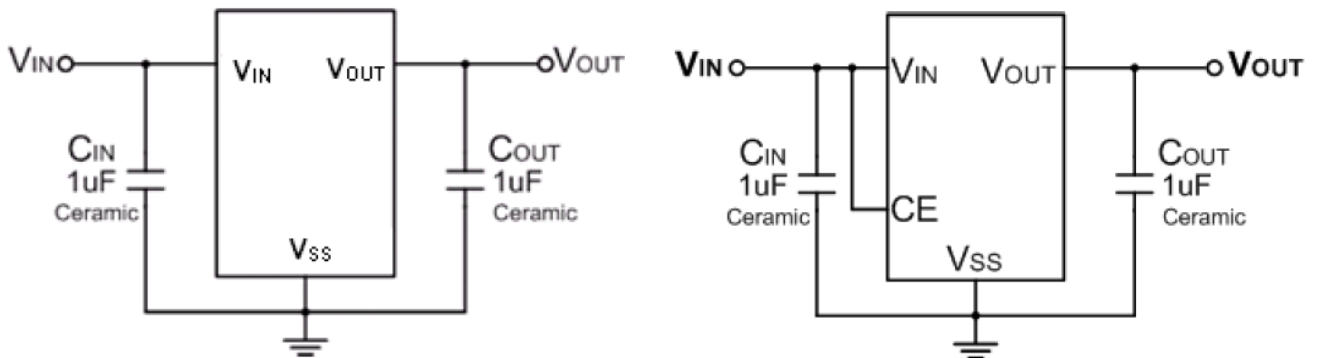 VIN
VIN
VOUT
VOUT
CIN
1uF
Ceramic
COUT
1uF
Ceramic
VSS
VIN
VIN
VOUT
VOUT
CIN
1uF
Ceramic
CE
COUT
1uF
Ceramic
VSS